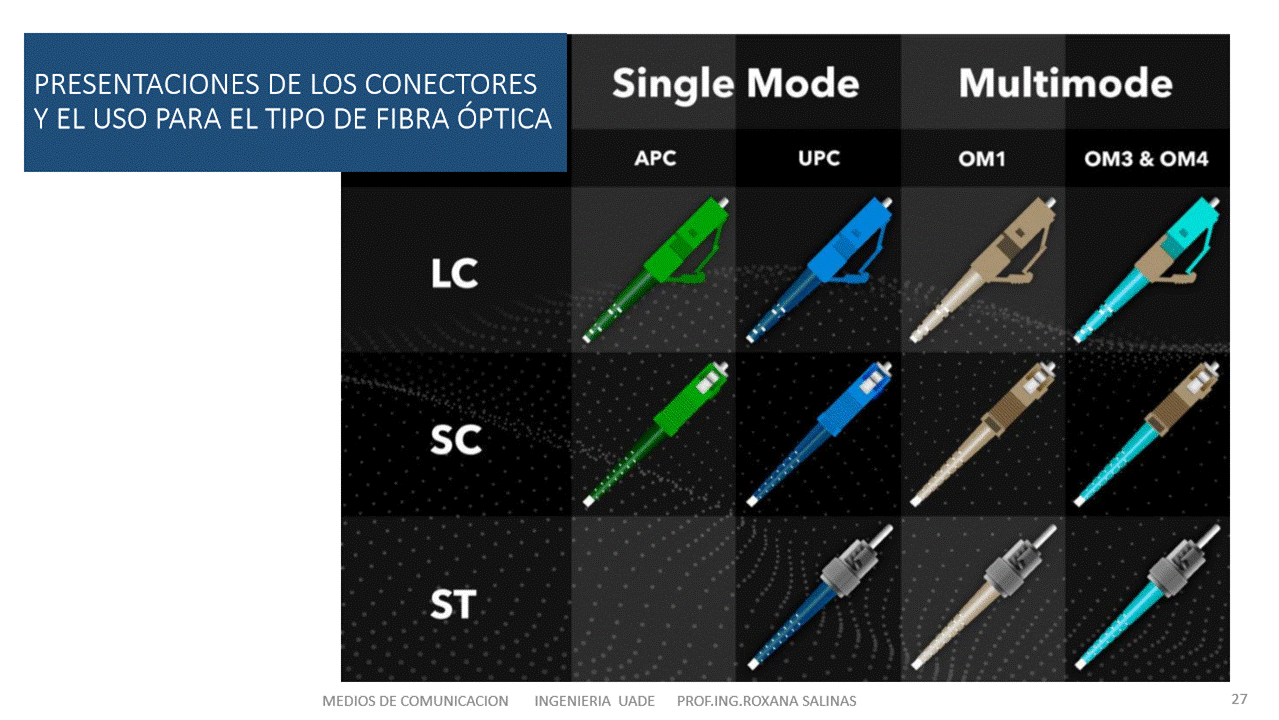 PRESENTACIONES DE LOS CONECTORES
Y EL USO PARA EL TIPO DE FIBRA ÓPTICA
Single Mode Multimode
APC UPC OM1 OM3 & OM4
LC
SC
ST
MEDIOS DE COMUNICACION INGENIERIA UADE PROF.ING.ROXANA SALINAS 27